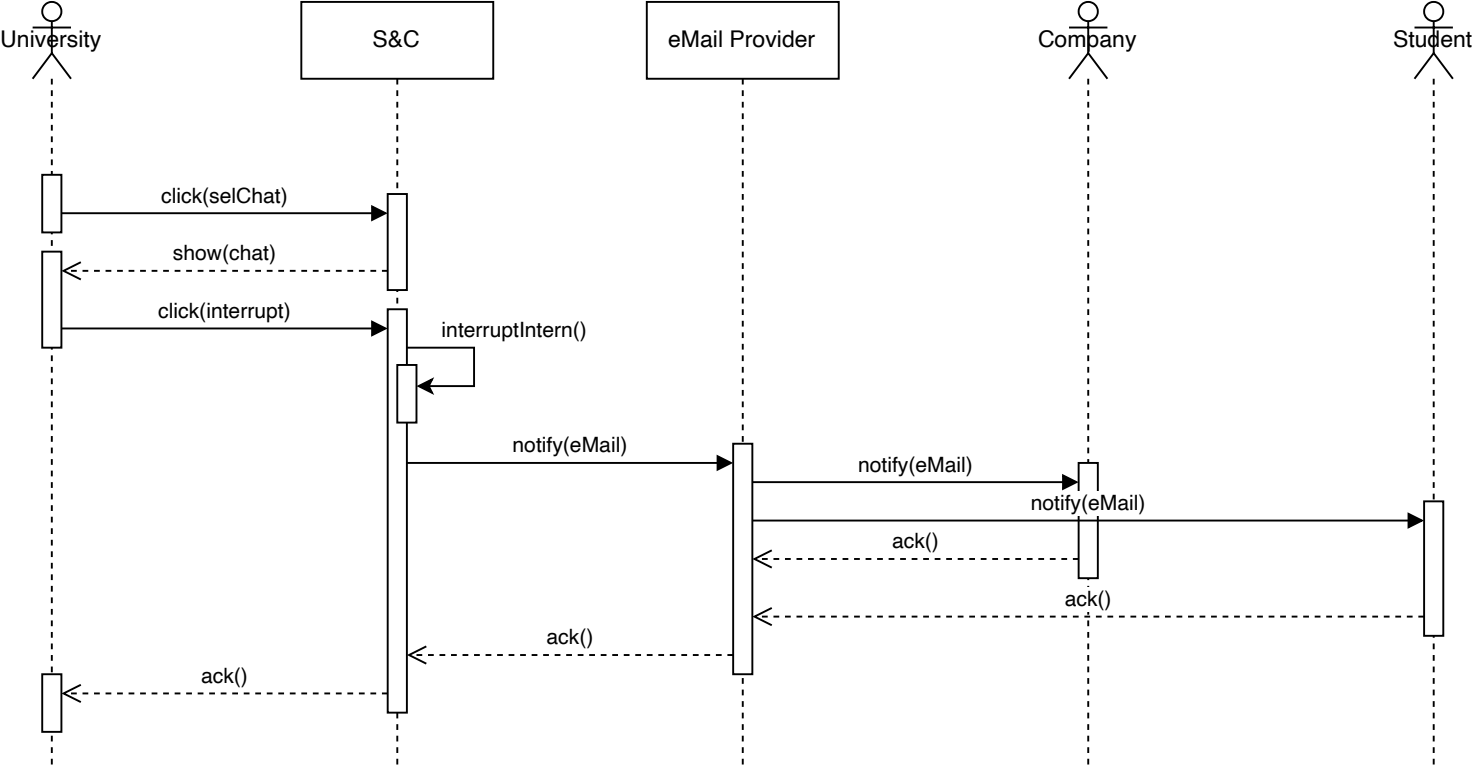 University
S&C
eMail Provider
Company
Student
click(selChat)
show(chat)
click(interrupt)
interruptIntern()
notify(eMail)
notify(eMail)
notify(eMail)
ack()
ack()
ack()
ack()